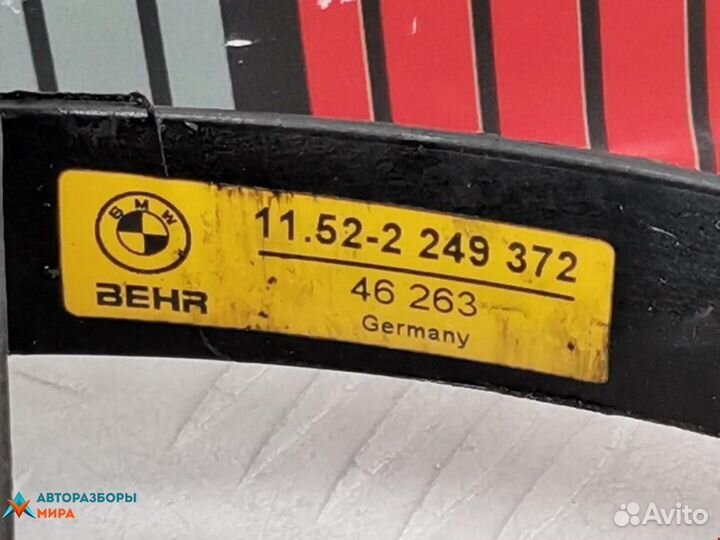 BMW
BEHR
11.52-2 249 372
46 263
Germany
АВТОРАЗБОРЫ
МИРА
Avito